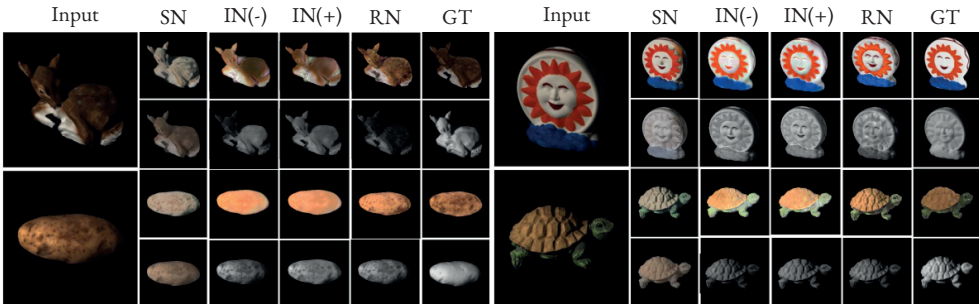 Input SN IN(-) IN(+) RN GT Input SN IN(-) IN(+) RN GT